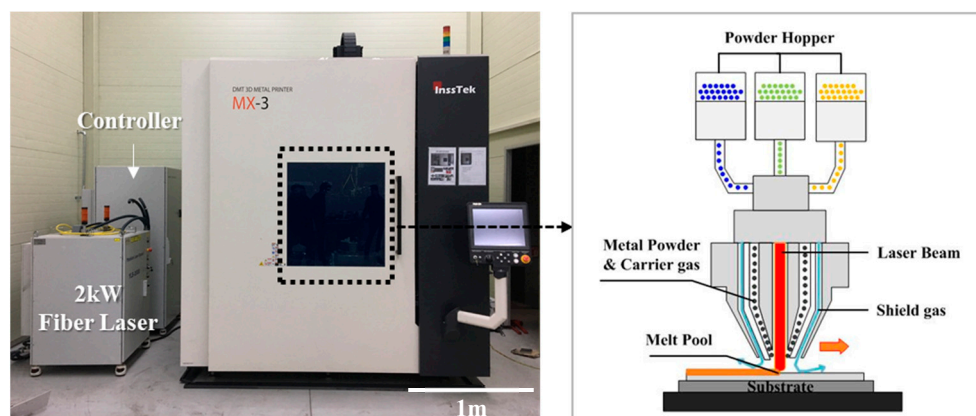 DMT 3D METAL PRINTER
MX-3
InssTek
Controller
2kW
Fiber Laser
1m
Powder Hopper
Metal Powder
& Carrier gas
Laser Beam
Shield gas
Melt Pool
Substrate